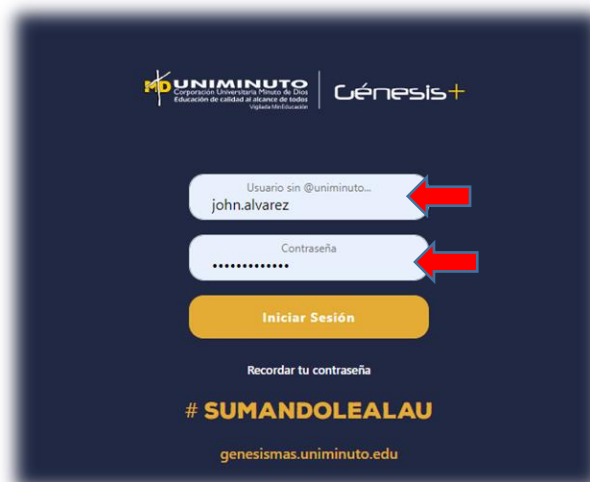 UNIMINUTO
Corporación Universitaria Minuto de Dios
Educación de calidad al alcance de todos
Vigilada MinEducación
Génesis+
Usuario sin @uniminuto...
john.alvarez
Contraseña
•••••••••••••
Iniciar Sesión
Recordar tu contraseña
# SUMANDOLEALAU
genesismas.uniminuto.edu